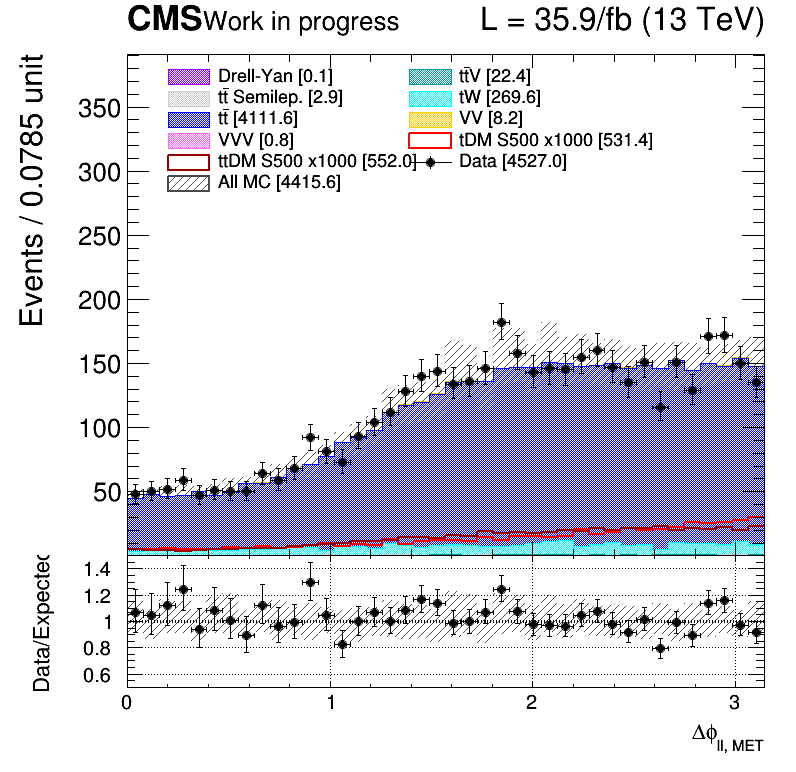 CMS Work in progress L = 35.9/fb (13 TeV)
Events / 0.0785 unit
Drell-Yan [0.1] tt̄V [22.4]
tt̄ Semilep. [2.9] tW [269.6]
tt̄ [4111.6] VV [8.2]
VVV [0.8] tDM S500 x1000 [531.4]
ttDM S500 x1000 [552.0] Data [4527.0]
All MC [4415.6]
350
300
250
200
150
100
50
Data/Expected
1.4
1.2
1
0.8
0.6
0 1 2 3
Δϕll, MET